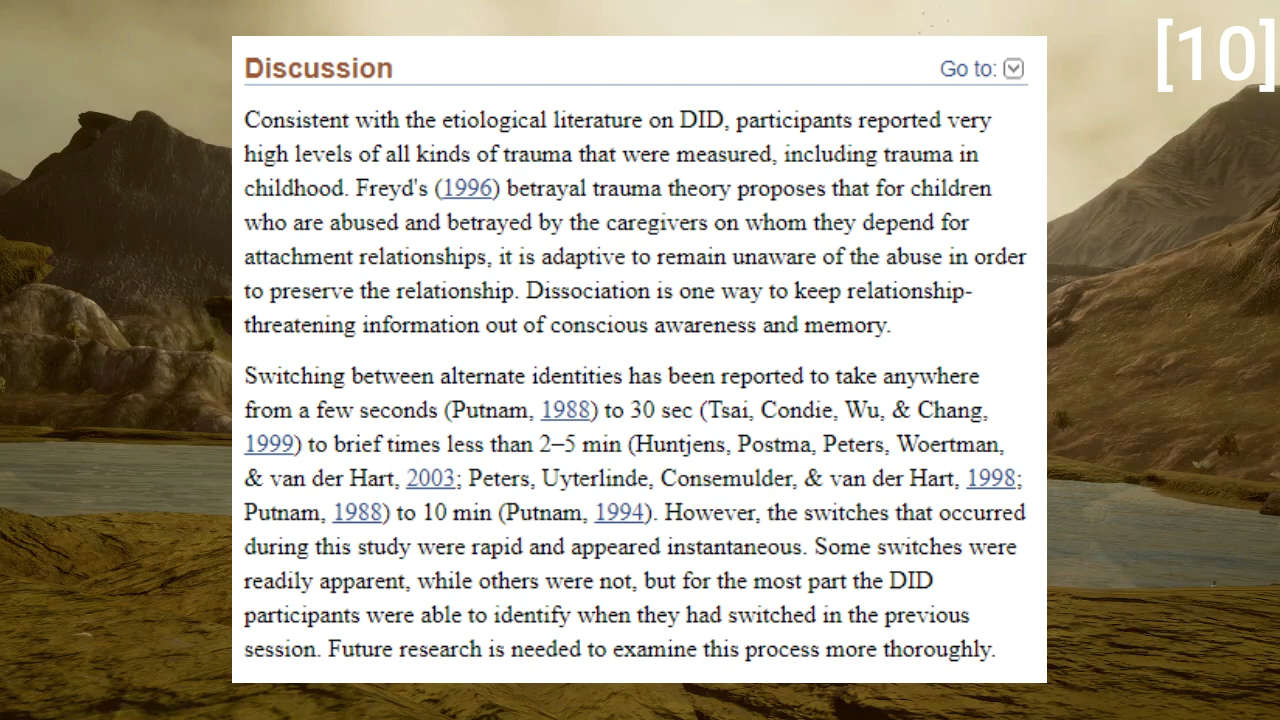 [10]
Discussion
Go to:
Consistent with the etiological literature on DID, participants reported very
high levels of all kinds of trauma that were measured, including trauma in
childhood. Freyd's (1996) betrayal trauma theory proposes that for children
who are abused and betrayed by the caregivers on whom they depend for
attachment relationships, it is adaptive to remain unaware of the abuse in order
to preserve the relationship. Dissociation is one way to keep relationship-
threatening information out of conscious awareness and memory.
Switching between alternate identities has been reported to take anywhere
from a few seconds (Putnam, 1988) to 30 sec (Tsai, Condie, Wu, & Chang,
1999) to brief times less than 2–5 min (Huntjens, Postma, Peters, Woertman,
& van der Hart, 2003; Peters, Uyterlinde, Consemulder, & van der Hart, 1998;
Putnam, 1988) to 10 min (Putnam, 1994). However, the switches that occurred
during this study were rapid and appeared instantaneous. Some switches were
readily apparent, while others were not, but for the most part the DID
participants were able to identify when they had switched in the previous
session. Future research is needed to examine this process more thoroughly.